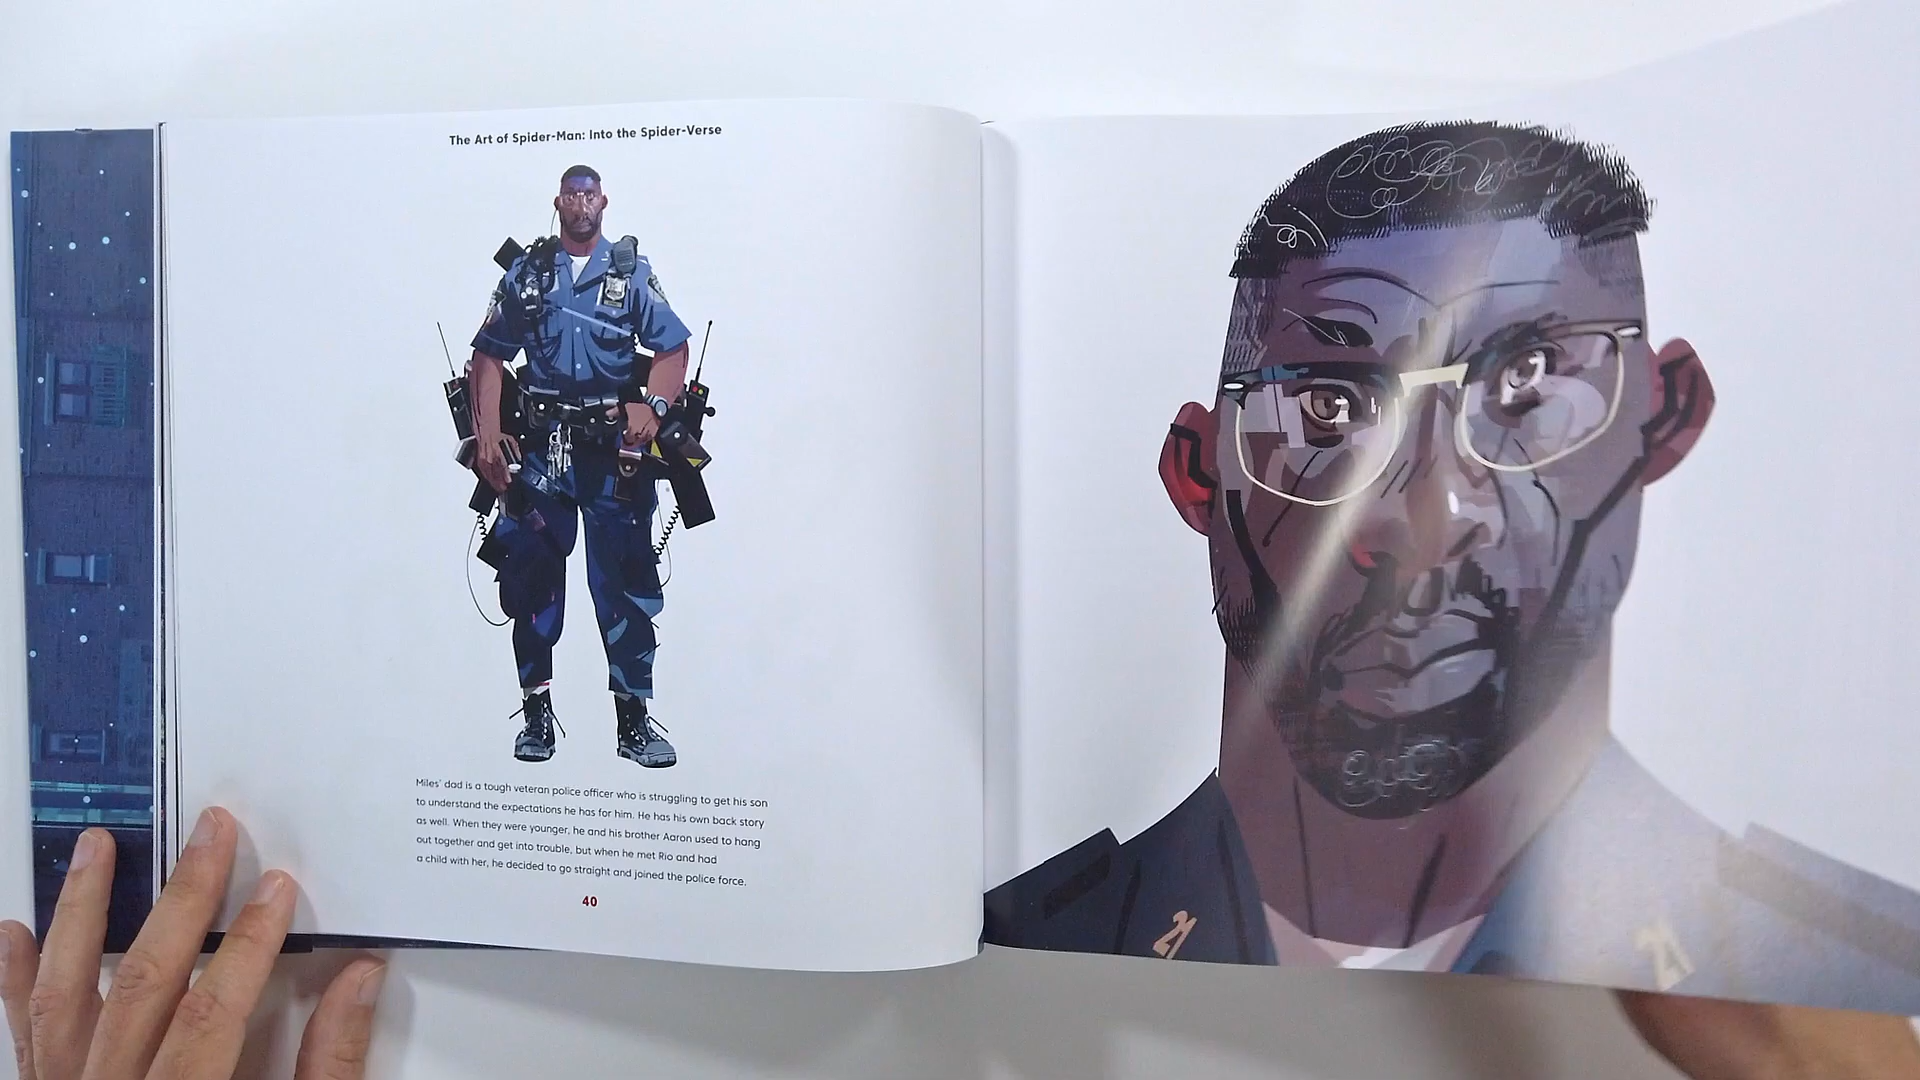 The Art of Spider-Man: Into the Spider-Verse
Miles' dad is a tough veteran police officer who is struggling to get his son
to understand the expectations he has for him. He has his own back story
as well. When they were younger, he and his brother Aaron used to hang
out together and get into trouble, but when he met Rio and had
a child with her, he decided to go straight and joined the police force.
40
21
21